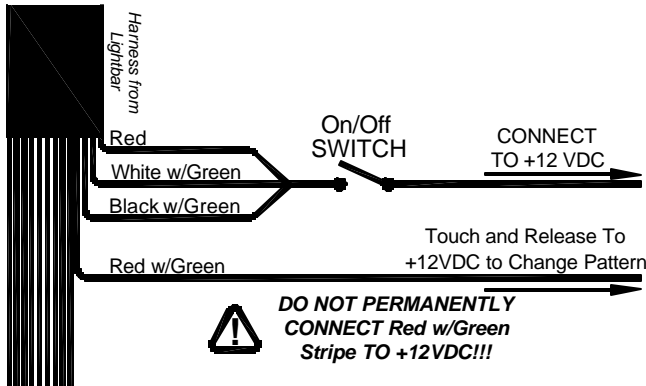 Harness from
Lightbar
Red
White w/Green
Black w/Green
On/Off
SWITCH
CONNECT
TO +12 VDC
Red w/Green
Touch and Release To
+12VDC to Change Pattern
!
DO NOT PERMANENTLY
CONNECT Red w/Green
Stripe TO +12VDC!!!